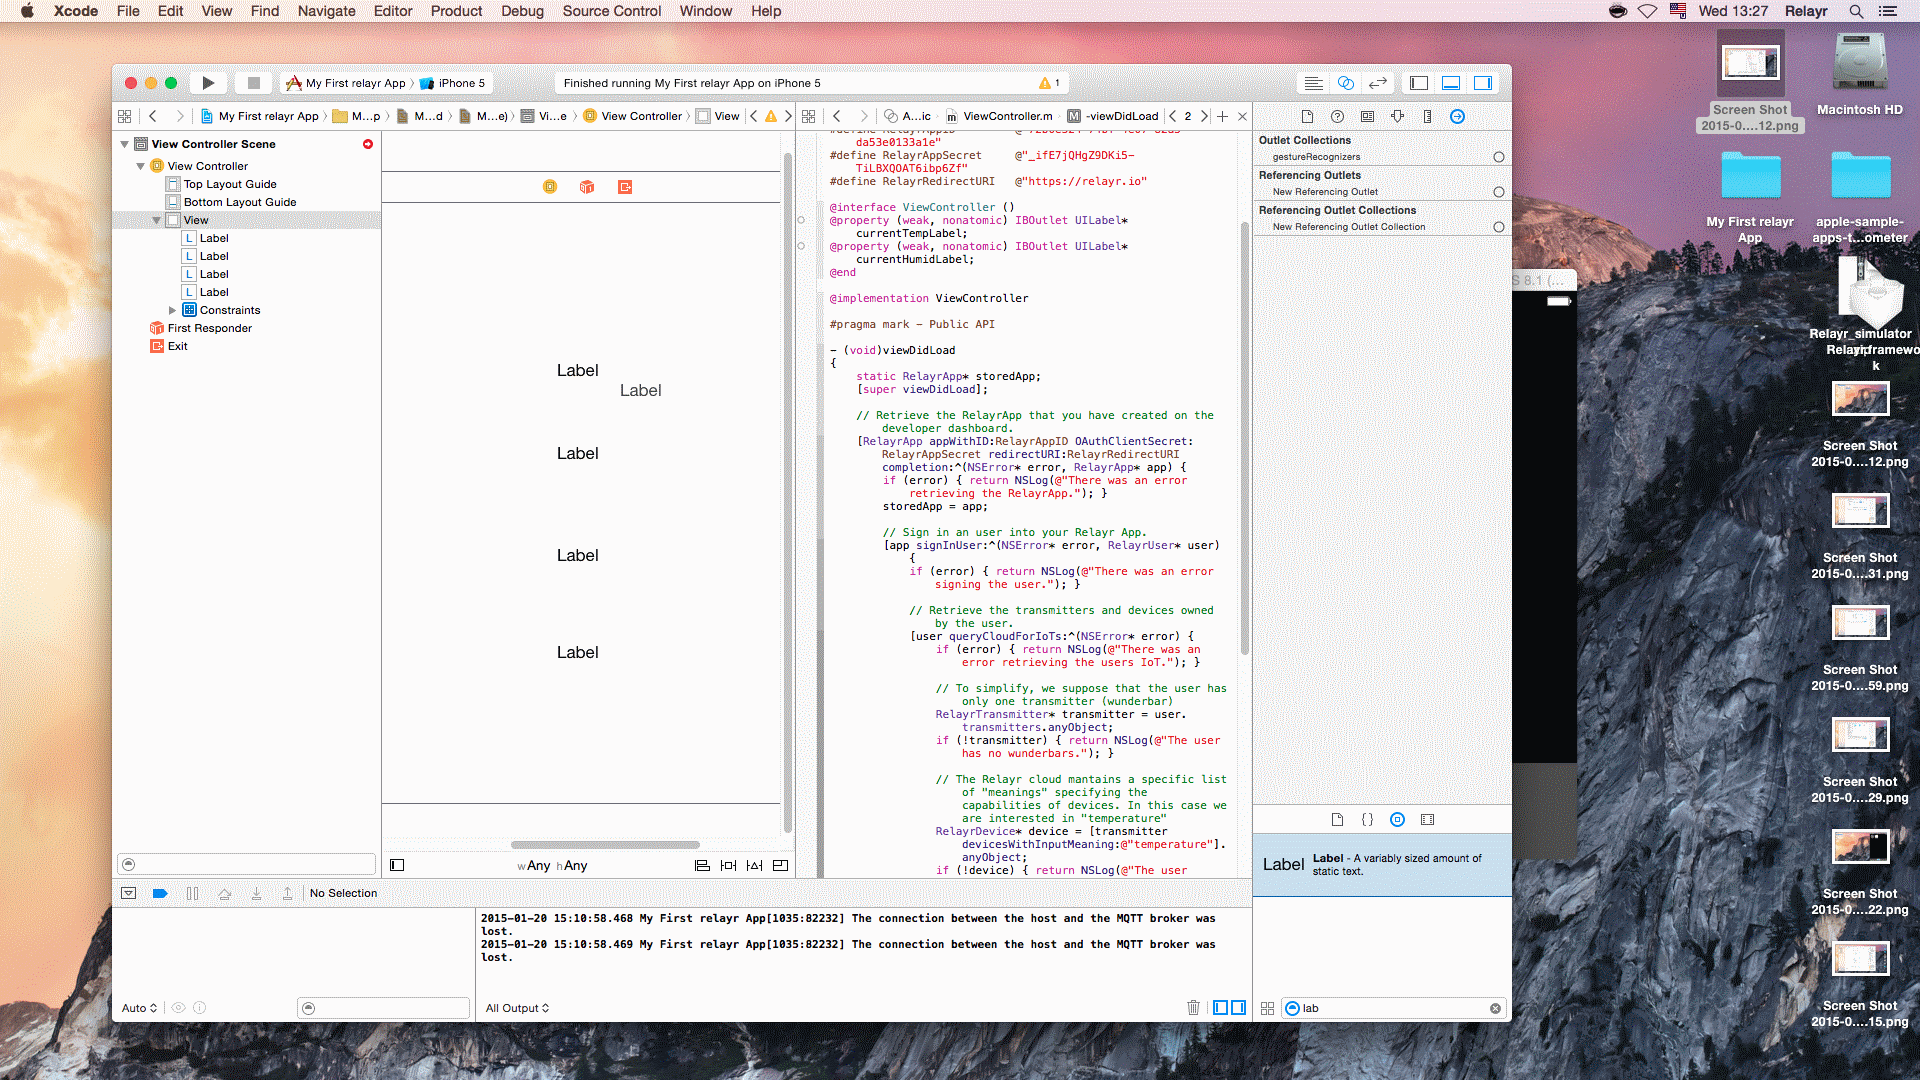 Xcode File Edit View Find Navigate Editor Product Debug Source Control Window Help
Wed 13:27 Relayr
My First relayr App iPhone 5
Finished running My First relayr App on iPhone 5
1
My First relayr App M...p M...d M...e) Vi...e View Controller View
A...ic ViewController.m -viewDidLoad 2
View Controller Scene
View Controller
Top Layout Guide
Bottom Layout Guide
View
L Label
L Label
L Label
L Label
Constraints
First Responder
Exit
Label
Label
Label
Label
Label
wAny hAny
da53e0133a1e"
#define RelayrAppSecret @"_ifE7jQHgZ9DKi5-
TiLBXQOAT6ibp6Zf"
#define RelayrRedirectURI @"https://relayr.io"
@interface ViewController ()
@property (weak, nonatomic) IBOutlet UILabel*
currentTempLabel;
@property (weak, nonatomic) IBOutlet UILabel*
currentHumidLabel;
@end
@implementation ViewController
#pragma mark - Public API
- (void)viewDidLoad
{
static RelayrApp* storedApp;
[super viewDidLoad];
// Retrieve the RelayrApp that you have created on the
developer dashboard.
[RelayrApp appWithID:RelayrAppID OAuthClientSecret:
RelayrAppSecret redirectURI:RelayrRedirectURI
completion:^(NSError* error, RelayrApp* app) {
if (error) { return NSLog(@"There was an error
retrieving the RelayrApp."); }
storedApp = app;
// Sign in an user into your Relayr App.
[app signInUser:^(NSError* error, RelayrUser* user)
{
if (error) { return NSLog(@"There was an error
signing the user."); }
// Retrieve the transmitters and devices owned
by the user.
[user queryCloudForIoTs:^(NSError* error) {
if (error) { return NSLog(@"There was an
error retrieving the users IoT."); }
// To simplify, we suppose that the user has
only one transmitter (wunderbar)
RelayrTransmitter* transmitter = user.
transmitters.anyObject;
if (!transmitter) { return NSLog(@"The user
has no wunderbars."); }
// The Relayr cloud mantains a specific list
of "meanings" specifying the
capabilities of devices. In this case we
are interested in "temperature"
RelayrDevice* device = [transmitter
devicesWithInputMeaning:@"temperature"].
anyObject;
if (!device) { return NSLog(@"The user
Outlet Collections
gestureRecognizers
Referencing Outlets
New Referencing Outlet
Referencing Outlet Collections
New Referencing Outlet Collection
Label Label - A variably sized amount of
static text.
lab
No Selection
2015-01-20 15:10:58.468 My First relayr App[1035:82232] The connection between the host and the MQTT broker was
lost.
2015-01-20 15:10:58.469 My First relayr App[1035:82232] The connection between the host and the MQTT broker was
lost.
Auto
All Output
S 8.1 (...
Screen Shot
2015-0....12.png
Macintosh HD
My First relayr
App
apple-sample-
apps-t...ometer
Relayr_simulator
k
Screen Shot
2015-0....12.png
Screen Shot
2015-0....31.png
Screen Shot
2015-0....59.png
Screen Shot
2015-0....29.png
Screen Shot
2015-0....22.png
Screen Shot
2015-0....15.png